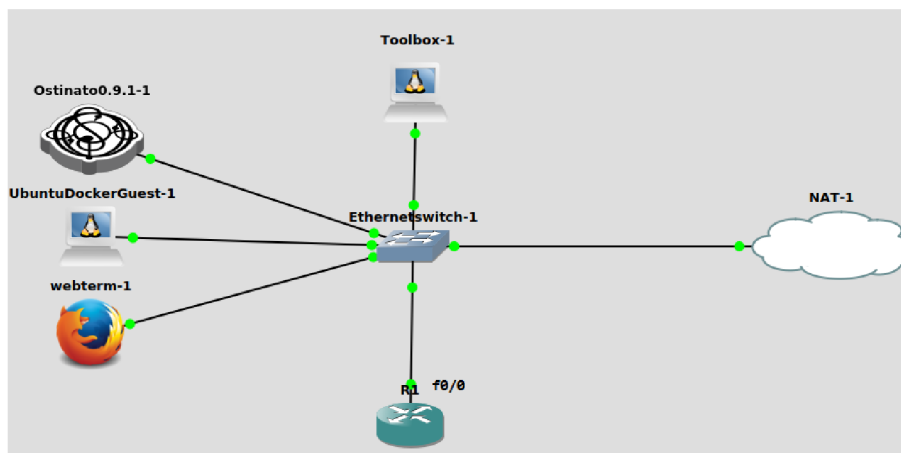 Toolbox-1
Ostinato0.9.1-1
UbuntuDockerGuest-1
Ethernetswitch-1
NAT-1
webterm-1
R1 f0/0